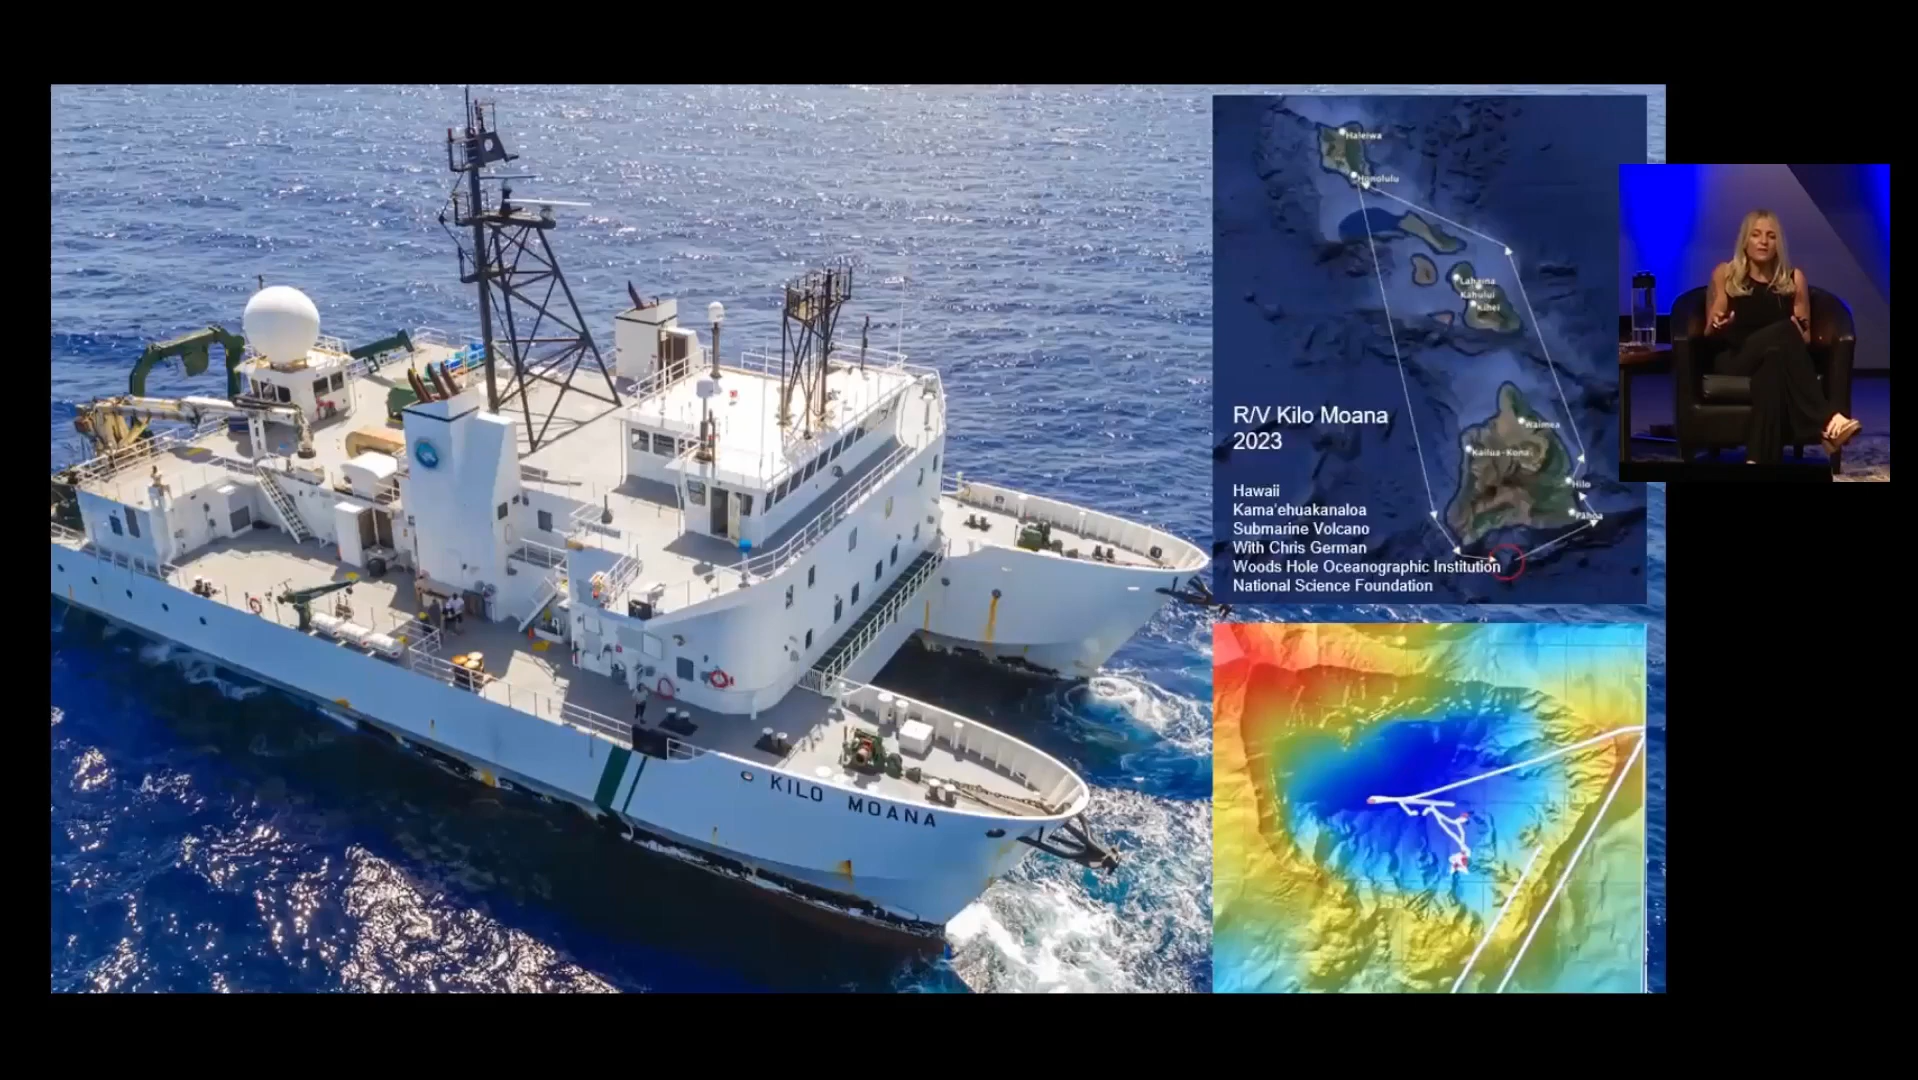 KILO MOANA
Haleiwa
Honolulu
Lahaina
Kahului
Kihei
R/V Kilo Moana
2023
Waimea
Kailua-Kona
Hilo
Pahoa
Hawaii
Kama'ehuakanaloa
Submarine Volcano
With Chris German
Woods Hole Oceanographic Institution
National Science Foundation